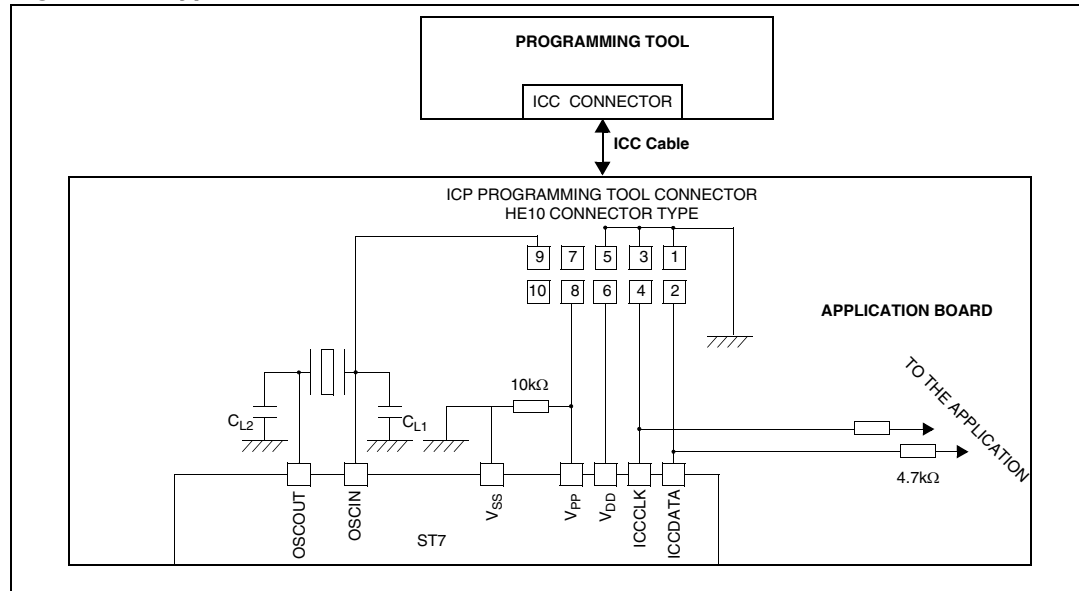 PROGRAMMING TOOL
ICC CONNECTOR
ICC Cable
ICP PROGRAMMING TOOL CONNECTOR
HE10 CONNECTOR TYPE
9 7 5 3 1
10 8 6 4 2
APPLICATION BOARD
TO THE APPLICATION
10kΩ
CL2
CL1
4.7kΩ
OSCOUT
OSCIN
VSS
VPP
VDD
ICCCLK
ICCDATA
ST7